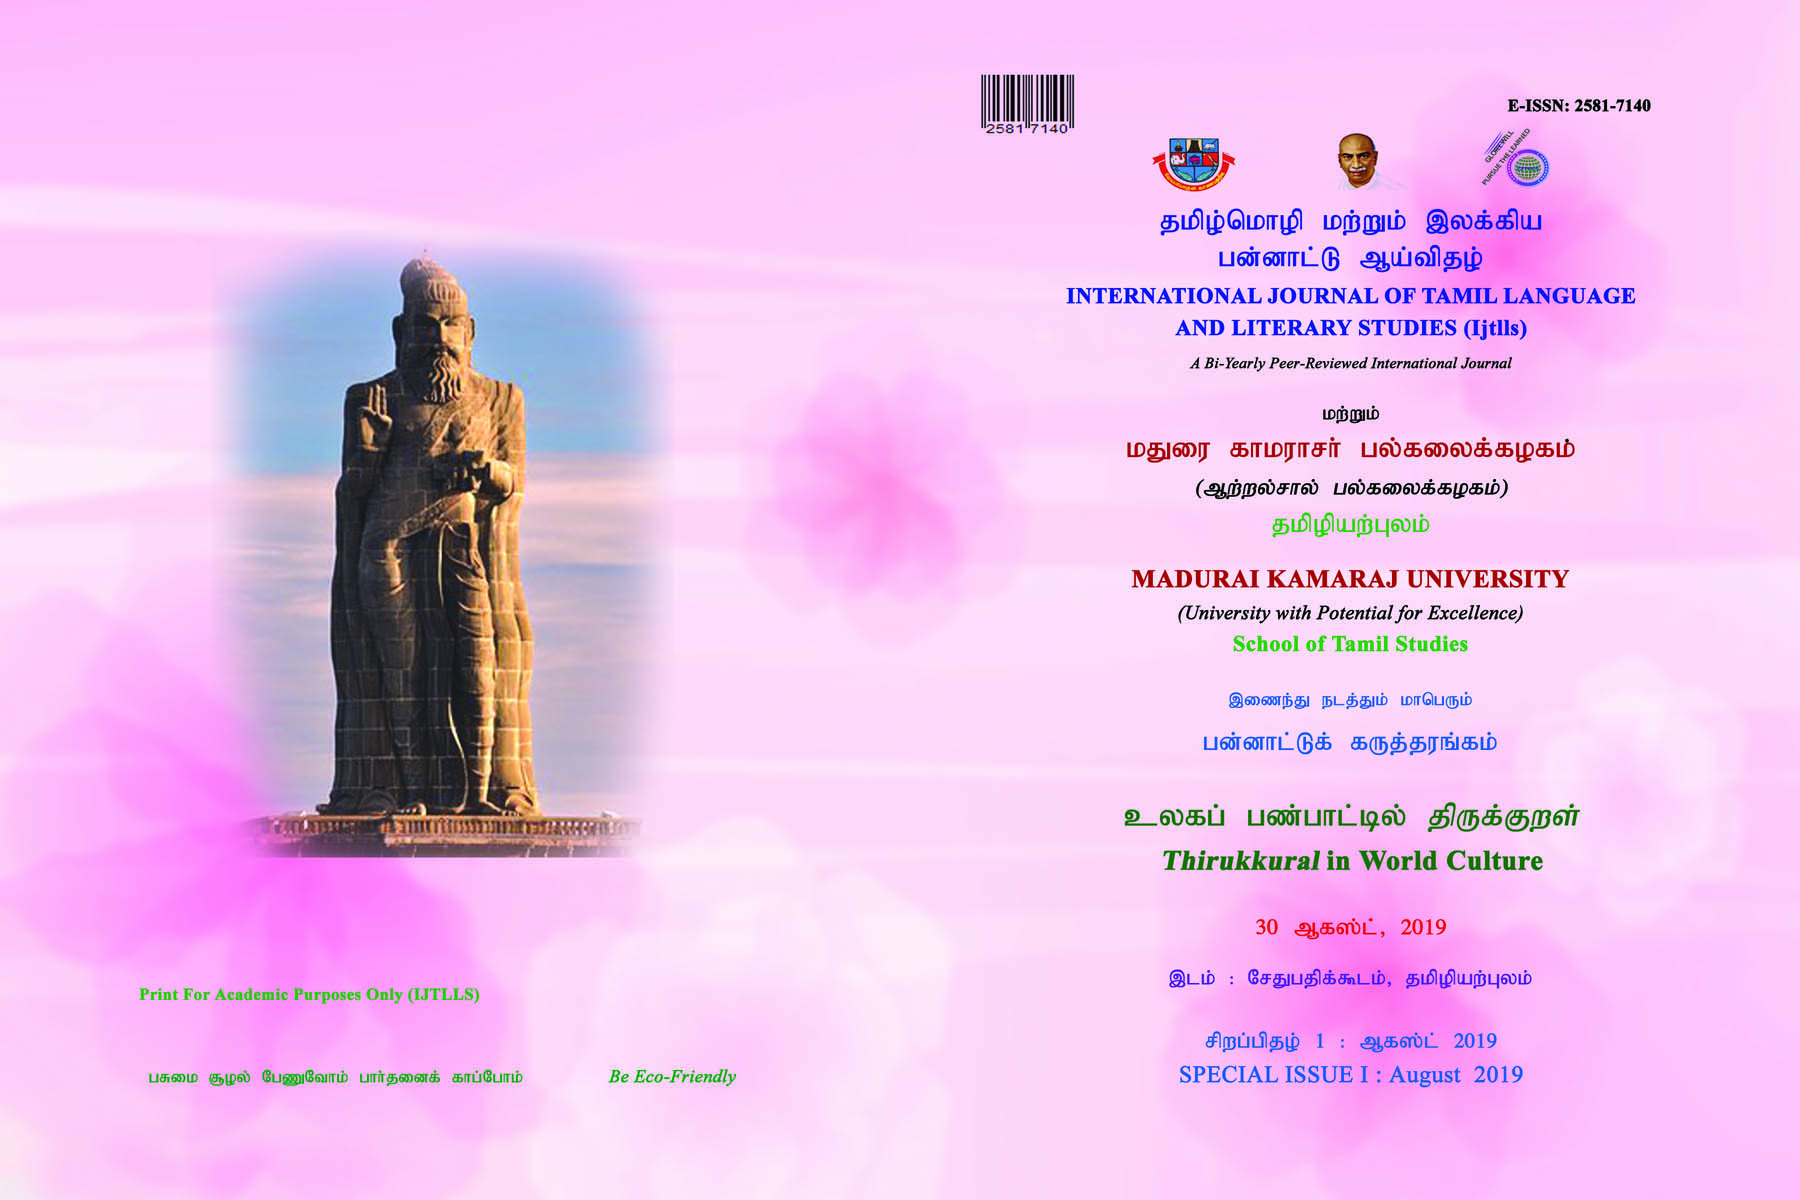 2581 7140
E-ISSN: 2581-7140
GLOREWILL
PURSUE THE LEARNED
தமிழ்மொழி மற்றும் இலக்கிய
பன்னாட்டு ஆய்விதழ்
INTERNATIONAL JOURNAL OF TAMIL LANGUAGE
AND LITERARY STUDIES (Ijtlls)
A Bi-Yearly Peer-Reviewed International Journal
மற்றும்
மதுரை காமராசர் பல்கலைக்கழகம்
(ஆற்றல்சால் பல்கலைக்கழகம்)
தமிழியற்புலம்
MADURAI KAMARAJ UNIVERSITY
(University with Potential for Excellence)
School of Tamil Studies
இணைந்து நடத்தும் மாபெரும்
பன்னாட்டுக் கருத்தரங்கம்
உலகப் பண்பாட்டில் திருக்குறள்
Thirukkural in World Culture
30 ஆகஸ்ட், 2019
இடம் : சேதுபதிக்கூடம், தமிழியற்புலம்
சிறப்பிதழ் 1 : ஆகஸ்ட் 2019
SPECIAL ISSUE I : August 2019
Print For Academic Purposes Only (IJTLLS)
பசுமை சூழல் பேணுவோம் பார்தனைக் காப்போம்
Be Eco-Friendly